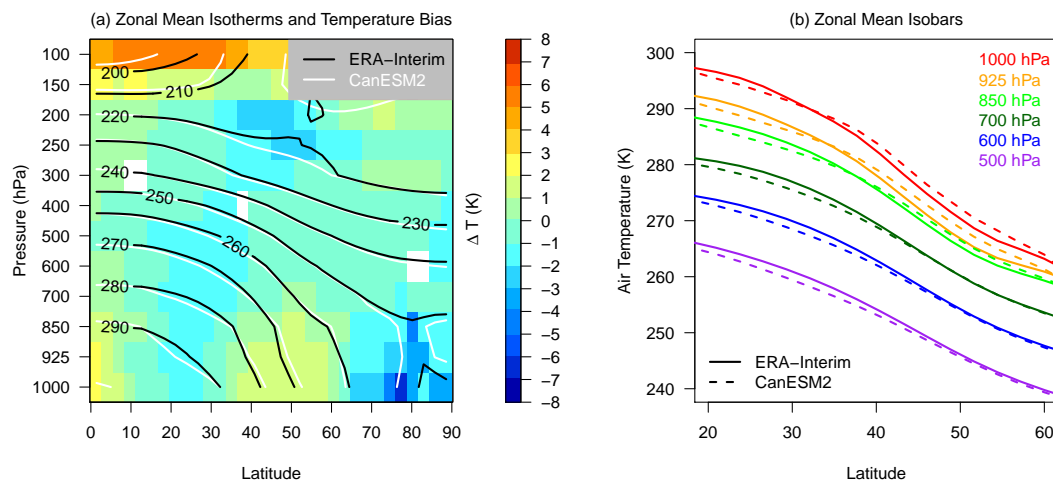 (a) Zonal Mean Isotherms and Temperature Bias
Pressure (hPa)
100
150
200
250
300
400
500
600
700
850
925
1000
200
210
220
240
250
230
270
260
280
290
ERA−Interim
CanESM2
0 10 20 30 40 50 60 70 80 90
Latitude
8
7
6
5
4
3
2
1
0
−1
−2
−3
−4
−5
−6
−7
−8
Δ T (K)
(b) Zonal Mean Isobars
Air Temperature (K)
300
290
280
270
260
250
240
1000 hPa
925 hPa
850 hPa
700 hPa
600 hPa
500 hPa
ERA−Interim
CanESM2
20 30 40 50 60
Latitude